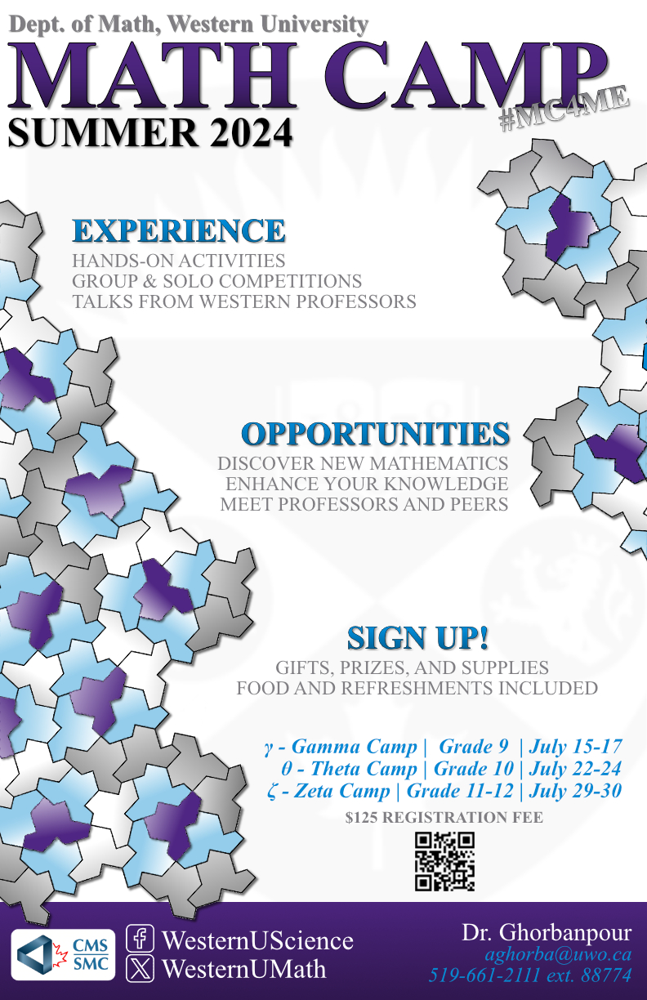 Dept. of Math, Western University
MATH CAMP
#MC4ME
SUMMER 2024
EXPERIENCE
HANDS-ON ACTIVITIES
GROUP & SOLO COMPETITIONS
TALKS FROM WESTERN PROFESSORS
OPPORTUNITIES
DISCOVER NEW MATHEMATICS
ENHANCE YOUR KNOWLEDGE
MEET PROFESSORS AND PEERS
SIGN UP!
GIFTS, PRIZES, AND SUPPLIES
FOOD AND REFRESHMENTS INCLUDED
γ - Gamma Camp | Grade 9 | July 15-17
θ - Theta Camp | Grade 10 | July 22-24
ζ - Zeta Camp | Grade 11-12 | July 29-30
$125 REGISTRATION FEE
CMS
SMC
WesternUScience
WesternUMath
Dr. Ghorbanpour
aghorba@uwo.ca
519-661-2111 ext. 88774